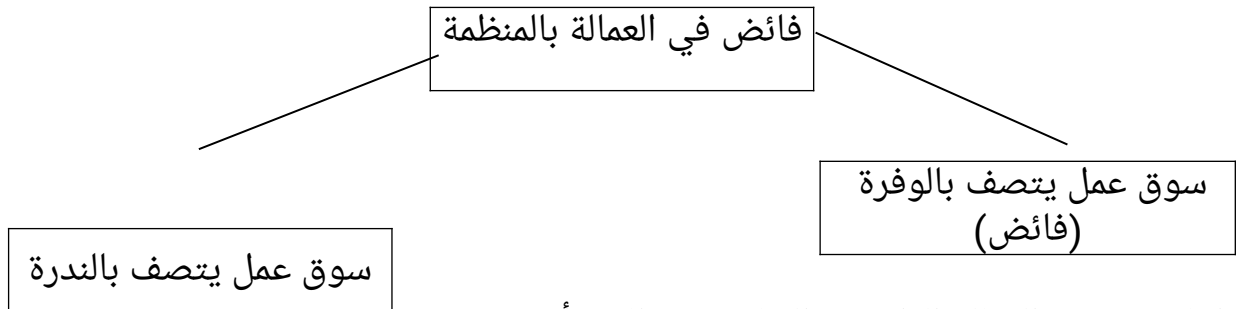 فائض في العمالة بالمنظمة
سوق عمل يتصف بالوفرة
(فائض)
سوق عمل يتصف بالندرة